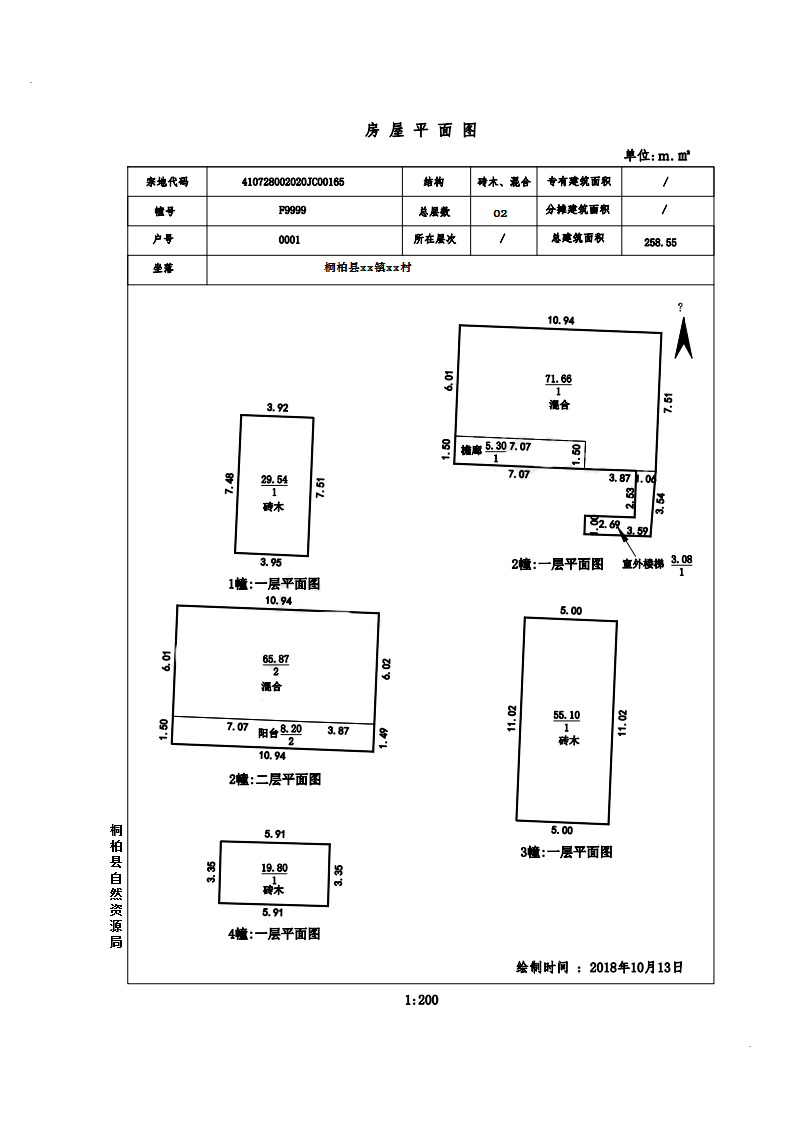 房屋平面图
单位:m.㎡
宗地代码 410728002020JC00165 结构 砖木、混合 专有建筑面积 /
幢号 F9999 总层数 02 分摊建筑面积 /
户号 0001 所在层次 / 总建筑面积 258.55
坐落 桐柏县xx镇xx村
?
3.92
7.48
29.54
1
砖木
7.51
3.95
1幢:一层平面图
10.94
6.01
71.66
1
混合
7.51
1.50
檐廊 5.30 7.07
1
1.50
7.07
3.87 1.06
2.53
3.54
1.00
2.69
3.59
2幢:一层平面图
室外楼梯 3.08
1
10.94
6.01
65.87
2
混合
6.02
1.50
7.07 阳台 8.20 3.87
2
1.49
10.94
2幢:二层平面图
5.00
11.02
55.10
1
砖木
11.02
5.00
3幢:一层平面图
5.91
3.35
19.80
1
砖木
3.35
5.91
4幢:一层平面图
桐柏县自然资源局
绘制时间 : 2018年10月13日
1:200